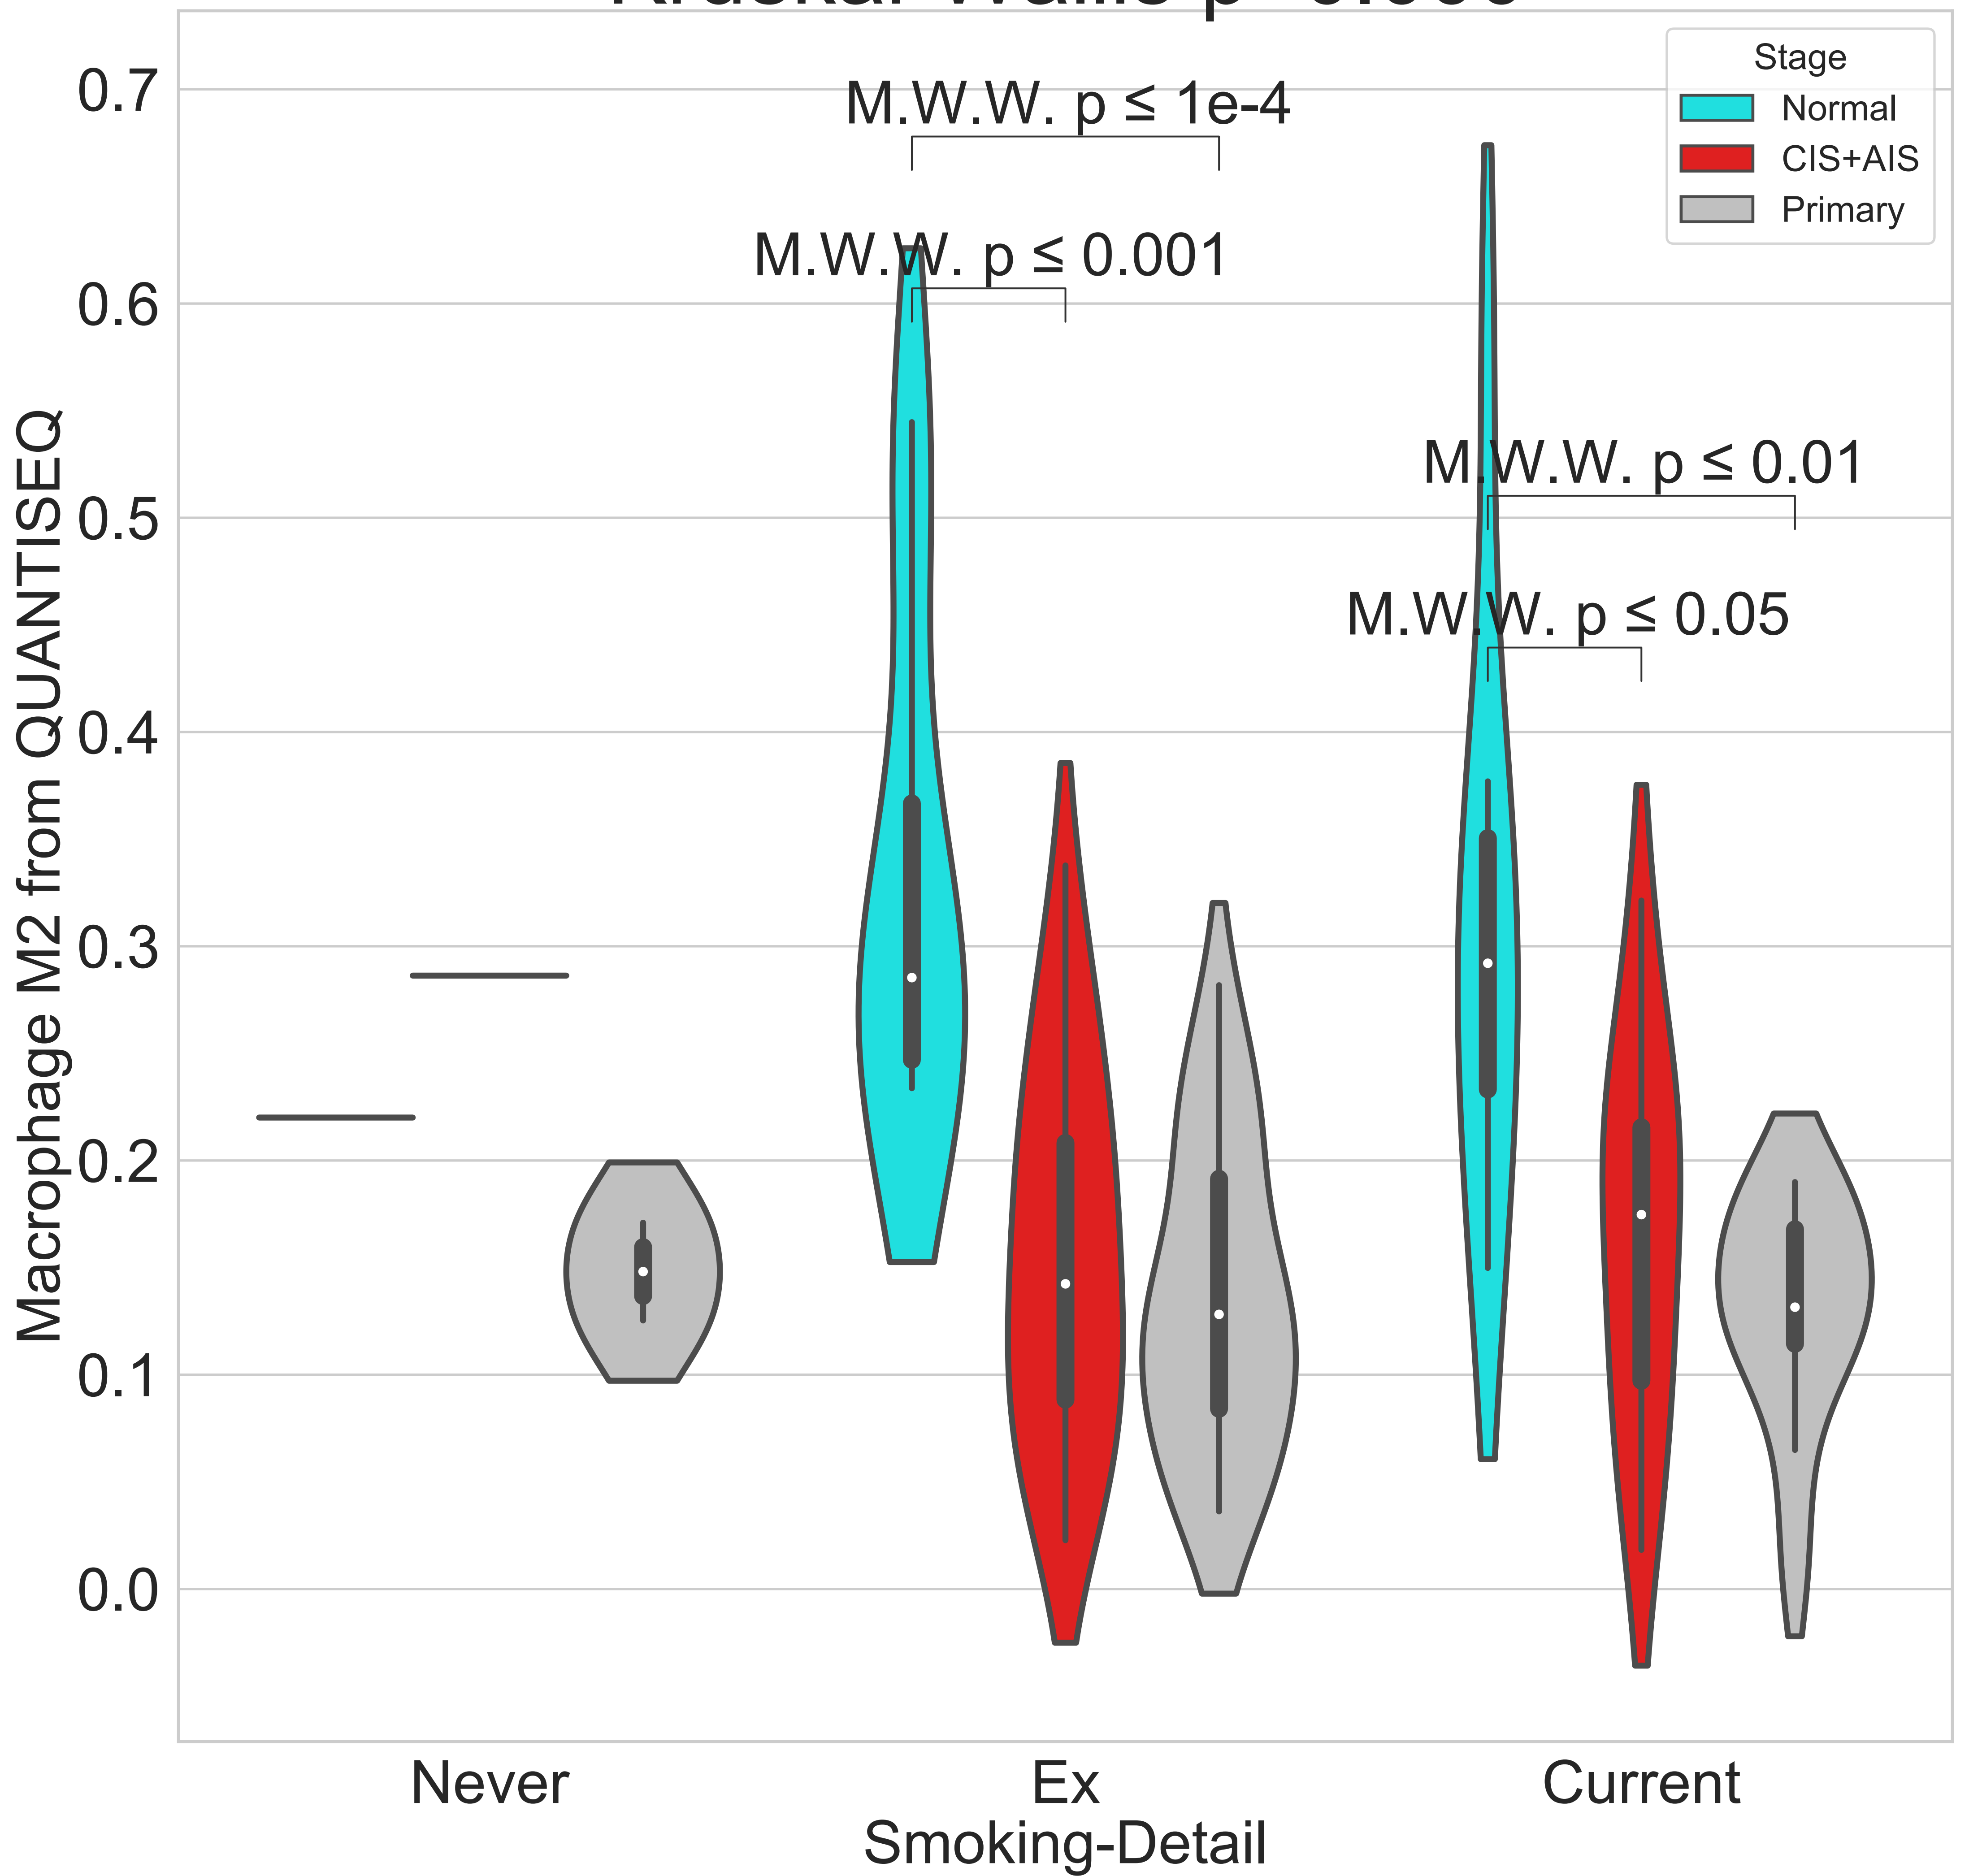 Stage
Normal
CIS+AIS
Primary
M.W.W. p ≤ 1e-4
M.W.W. p ≤ 0.001
M.W.W. p ≤ 0.01
M.W.W. p ≤ 0.05
Macrophage M2 from QUANTISEQ
0.7
0.6
0.5
0.4
0.3
0.2
0.1
0.0
Never
Ex
Current
Smoking-Detail